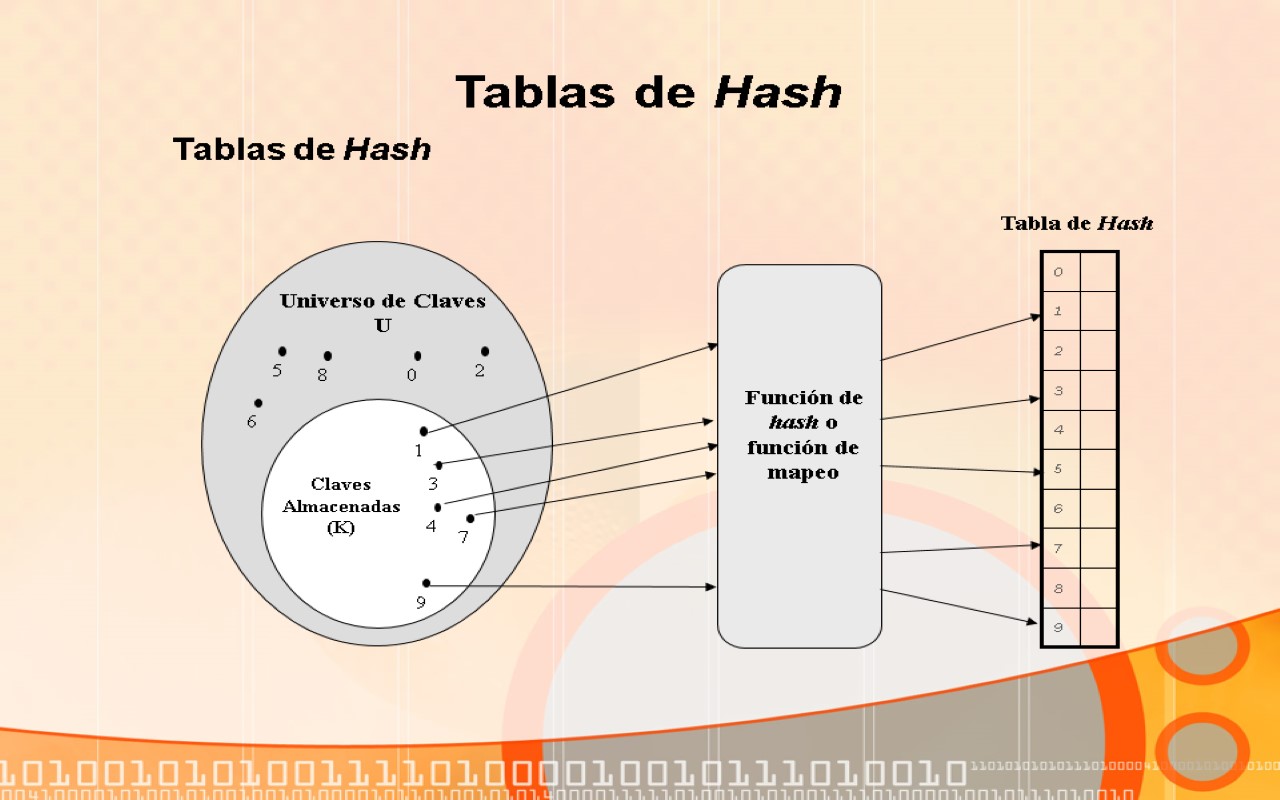 Tablas de Hash
Tablas de Hash
Tabla de Hash
Universo de Claves
U
5
8
0
2
6
1
3
4
7
9
Claves
Almacenadas
(K)
Función de
hash o
función de
mapeo
0
1
2
3
4
5
6
7
8
9